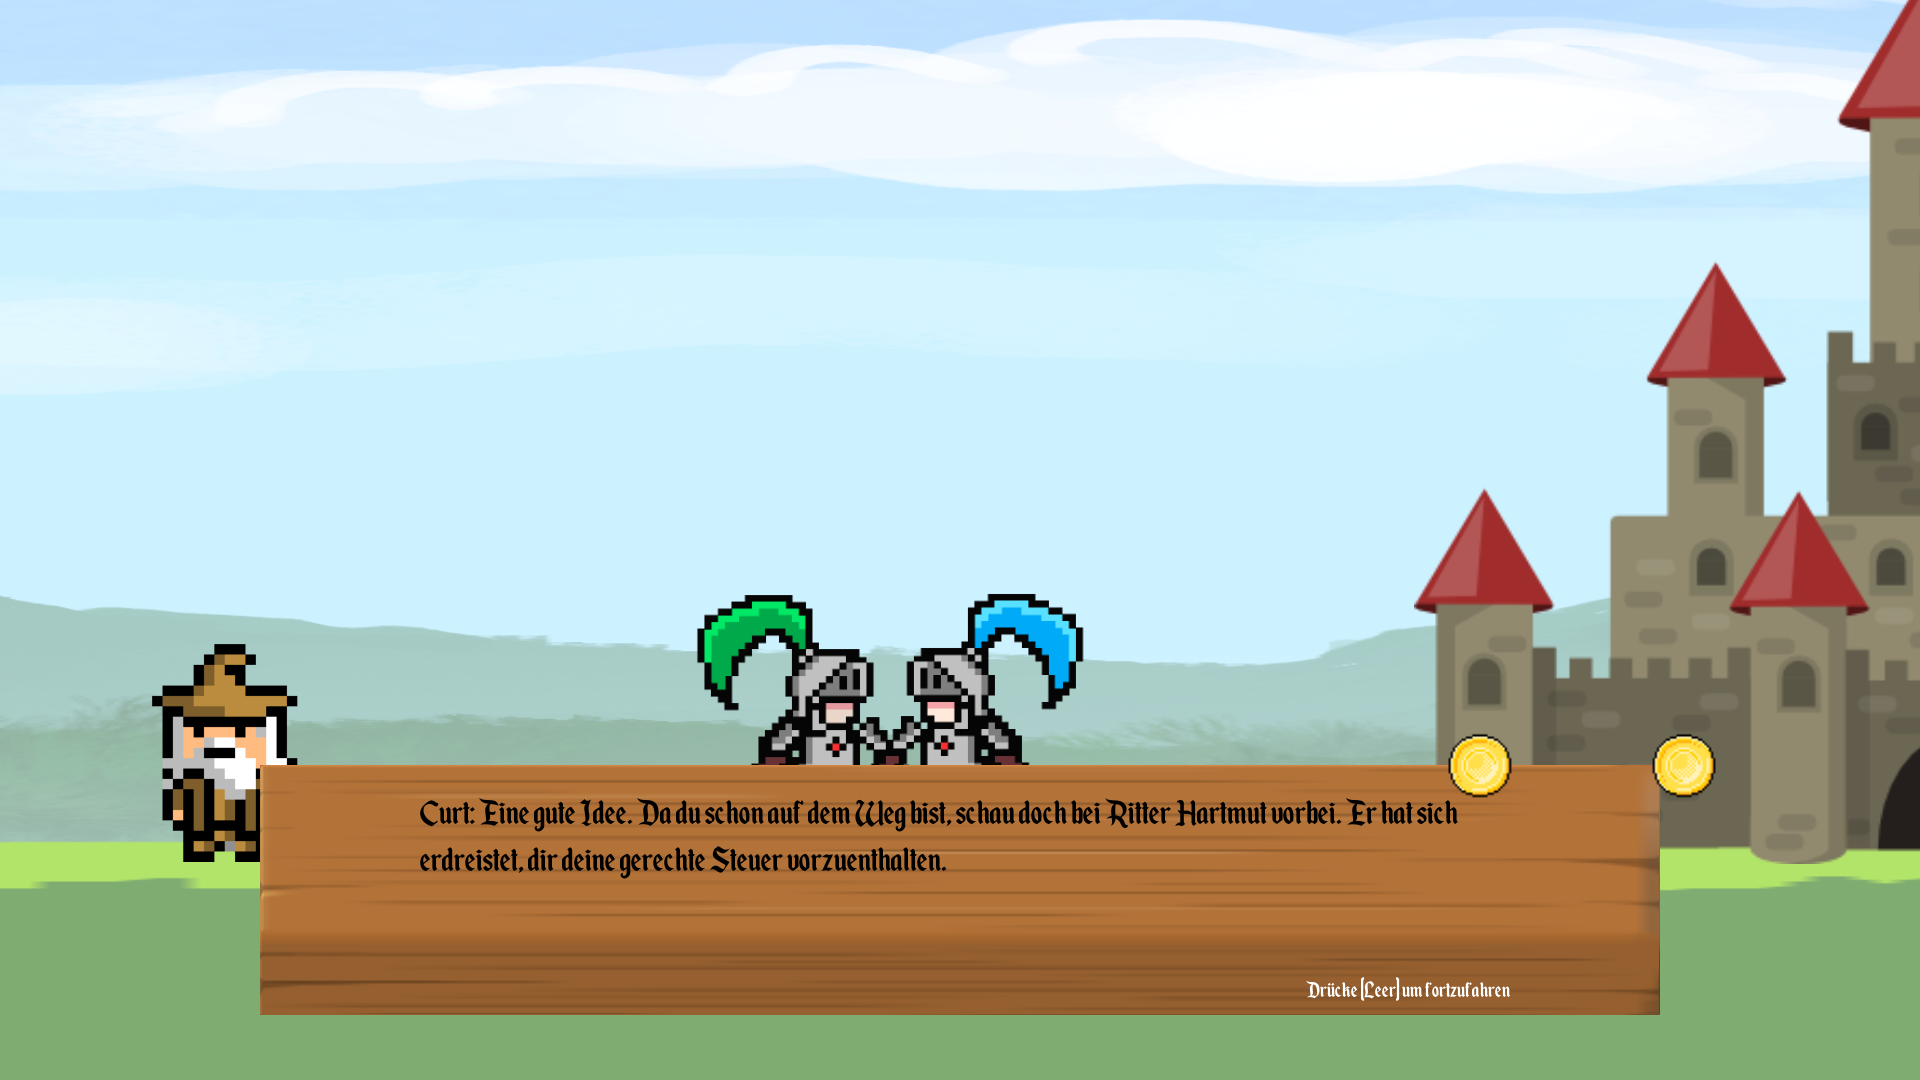 Curt: Eine gute Idee. Da du schon auf dem Weg bist, schau doch bei Ritter Hartmut vorbei. Er hat sich
erdreistet, dir deine gerechte Steuer vorzuenthalten.
Drücke [Leer] um fortzufahren